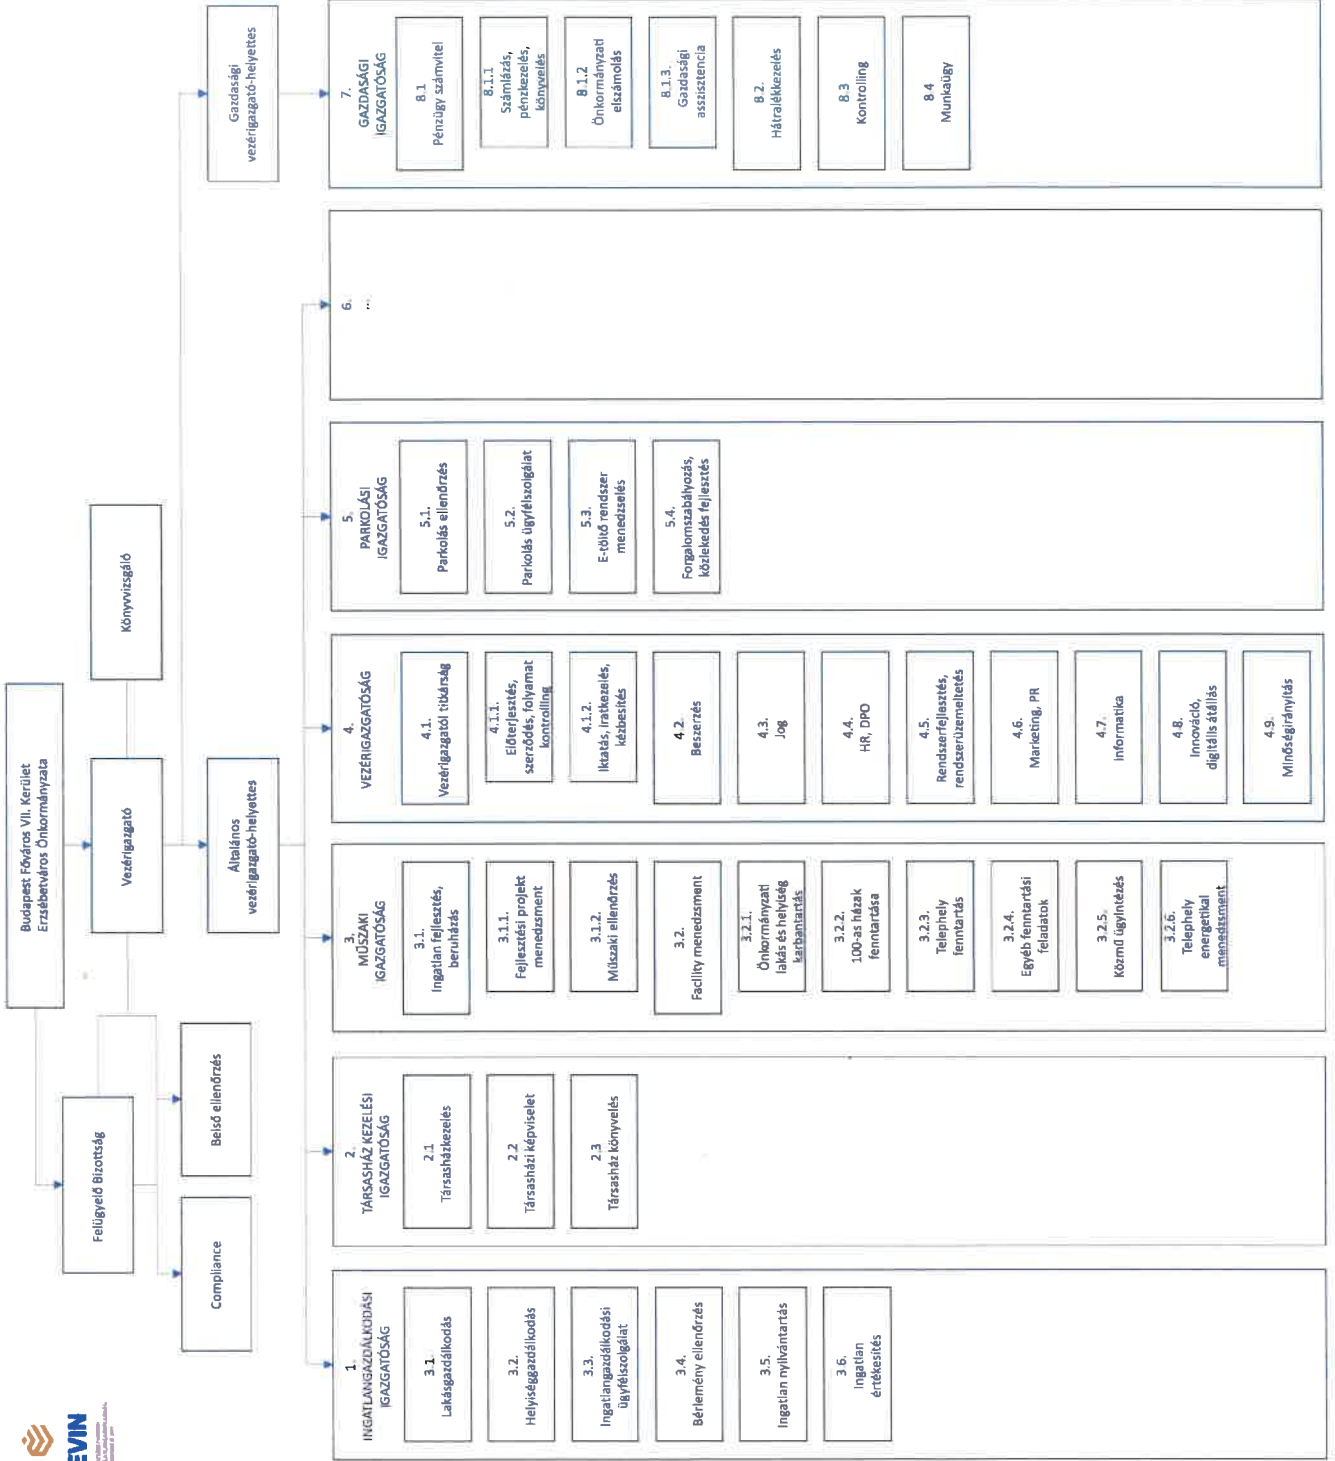 EVIN
Budapest Főváros VII. Kerület
Erzsébetváros Önkormányzata
Felügyelő Bizottság
Vezérigazgató
Könyvvizsgáló
Compliance
Belső ellenőrzés
Általános
vezérigazgató-helyettes
Gazdasági
vezérigazgató-helyettes
1.
INGATLANGAZDÁLKODÁSI
IGAZGATÓSÁG
3.1.
Lakásgazdálkodás
3.2.
Helyiséggazdálkodás
3.3.
Ingatlangazdálkodási
ügyfélszolgálat
3.4.
Bérlemény ellenőrzés
3.5.
Ingatlan nyilvántartás
3.6.
Ingatlan
értékesítés
2.
TÁRSASHÁZ KEZELÉSI
IGAZGATÓSÁG
2.1
Társasházkezelés
2.2
Társasházi képviselet
2.3
Társasház könyvelés
3.
MŰSZAKI
IGAZGATÓSÁG
3.1.
Ingatlan fejlesztés,
beruházás
3.1.1.
Fejlesztési projekt
menedzsment
3.1.2.
Műszaki ellenőrzés
3.2.
Facility menedzsment
3.2.1.
Önkormányzati
lakás és helyiség
karbantartás
3.2.2.
100-as házak
fenntartása
3.2.3.
Telephely
fenntartás
3.2.4.
Egyéb fenntartási
feladatok
3.2.5.
Közmű ügyintézés
3.2.6.
Telephely
energetikai
menedzsment
4.
VEZÉRIGAZGATÓSÁG
4.1.
Vezérigazgatói titkárság
4.1.1.
Előterjesztés,
szerződés, folyamat
kontrolling
4.1.2.
Iktatás, iratkezelés,
kézbesítés
4.2.
Beszerzés
4.3.
Jog
4.4.
HR, DPO
4.5.
Rendszerfejlesztés,
rendszerüzemeltetés
4.6.
Marketing, PR
4.7.
Informatika
4.8.
Innováció,
digitális átállás
4.9.
Minőségirányítás
5.
PARKOLÁSI
IGAZGATÓSÁG
5.1.
Parkolás ellenőrzés
5.2.
Parkolás ügyfélszolgálat
5.3.
E-töltő rendszer
menedzselés
5.4.
Forgalomszabályozás,
közlekedés fejlesztés
6.
...
7.
GAZDASÁGI
IGAZGATÓSÁG
8.1
Pénzügy számvitel
8.1.1
Számlázás,
pénzkezelés,
könyvelés
8.1.2
Önkormányzati
elszámolás
8.1.3.
Gazdasági
asszisztencia
8.2.
Hátralékkezelés
8.3
Kontrolling
8.4
Munkaügy